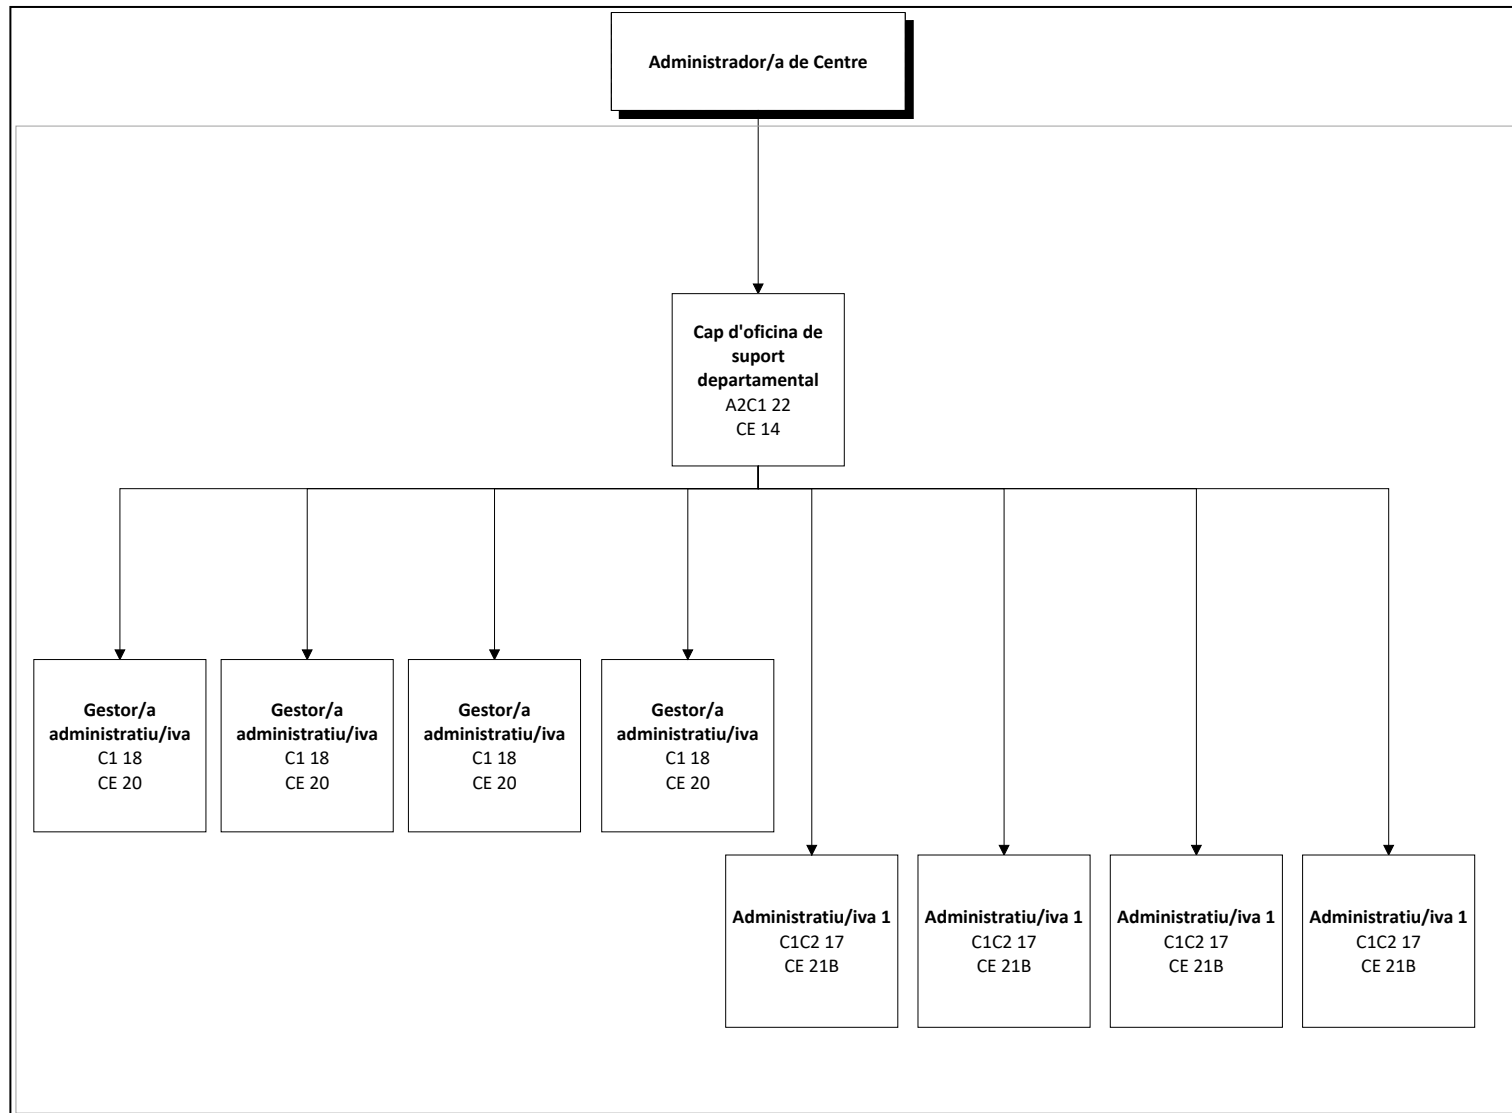 Administrador/a de Centre
Cap d'oficina de
suport
departamental
A2C1 22
CE 14
Gestor/a
administratiu/iva
C1 18
CE 20
Gestor/a
administratiu/iva
C1 18
CE 20
Gestor/a
administratiu/iva
C1 18
CE 20
Gestor/a
administratiu/iva
C1 18
CE 20
Administratiu/iva 1
C1C2 17
CE 21B
Administratiu/iva 1
C1C2 17
CE 21B
Administratiu/iva 1
C1C2 17
CE 21B
Administratiu/iva 1
C1C2 17
CE 21B